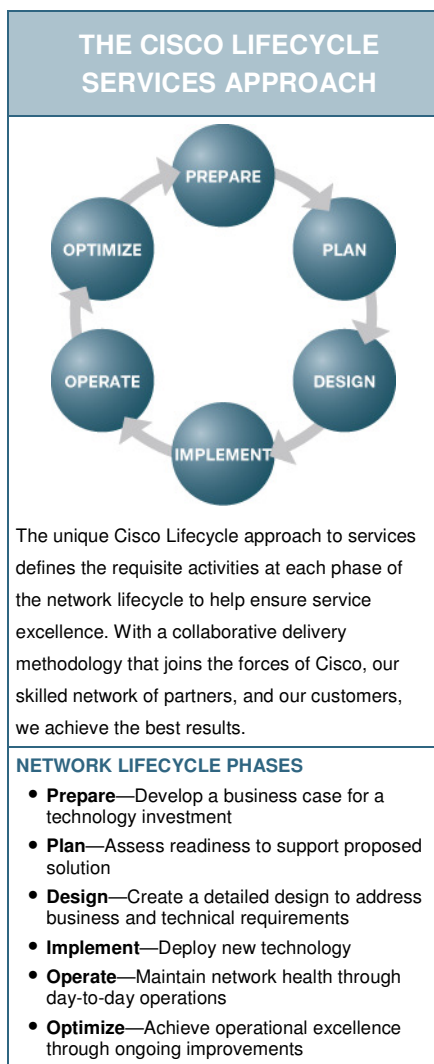 THE CISCO LIFECYCLE
SERVICES APPROACH
PREPARE
PLAN
DESIGN
IMPLEMENT
OPERATE
OPTIMIZE
The unique Cisco Lifecycle approach to services
defines the requisite activities at each phase of
the network lifecycle to help ensure service
excellence. With a collaborative delivery
methodology that joins the forces of Cisco, our
skilled network of partners, and our customers,
we achieve the best results.
NETWORK LIFECYCLE PHASES
• Prepare—Develop a business case for a
technology investment
• Plan—Assess readiness to support proposed
solution
• Design—Create a detailed design to address
business and technical requirements
• Implement—Deploy new technology
• Operate—Maintain network health through
day-to-day operations
• Optimize—Achieve operational excellence
through ongoing improvements